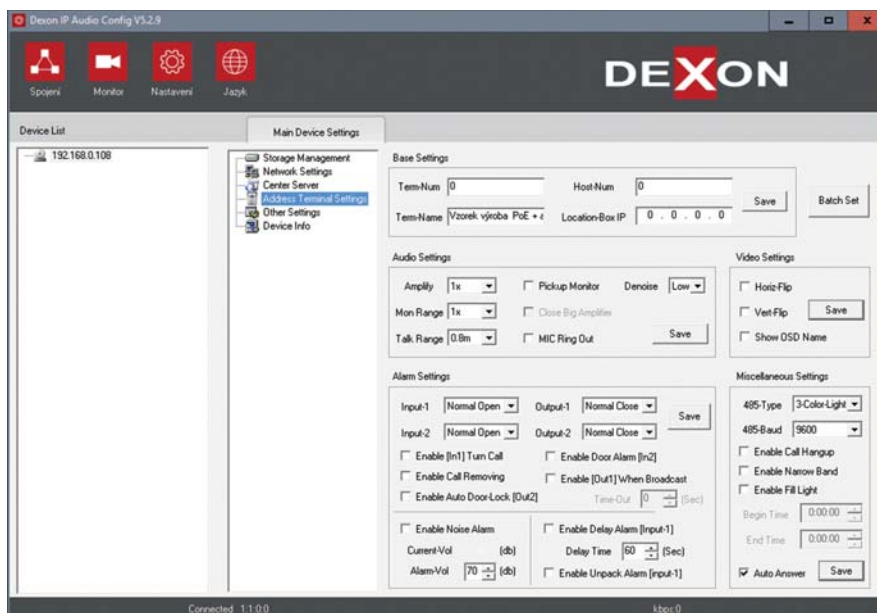 Dexon IP Audio Config V5.2.9
Spojení
Monitor
Nastavení
Jazyk
DEXON
Device List
Main Device Settings
192.168.0.108
Storage Management
Network Settings
Center Server
Address Terminal Settings
Other Settings
Device Info
Base Settings
Term-Num 0 Host-Num 0
Term-Name Vzorek výroba PoE + a Location-Box IP 0 . 0 . 0 . 0
Save
Batch Set
Audio Settings
Amplify 1x Pickup Monitor Denoise Low
Mon Range 1x Close Big Amplifier
Talk Range 0.8m MIC Ring Out Save
Video Settings
Horiz-Flip
Vert-Flip Save
Show OSD Name
Alarm Settings
Input-1 Normal Open Output-1 Normal Close
Save
Input-2 Normal Open Output-2 Normal Close
Enable [In1] Turn Call Enable Door Alarm [In2]
Enable Call Removing Enable [Out1] When Broadcast
Enable Auto Door-Lock [Out2] Time-Out 0 (Sec)
Enable Noise Alarm Enable Delay Alarm [Input-1]
Current-Vol (db) Delay Time 60 (Sec)
Alarm-Vol 70 (db) Enable Unpack Alarm [input-1]
Miscellaneous Settings
485-Type 3-Color-Light
485-Baud 9600
Enable Call Hangup
Enable Narrow Band
Enable Fill Light
Begin Time 0:00:00
End Time 0:00:00
Auto Answer Save
Connected 1:1:0:0 kbps:0